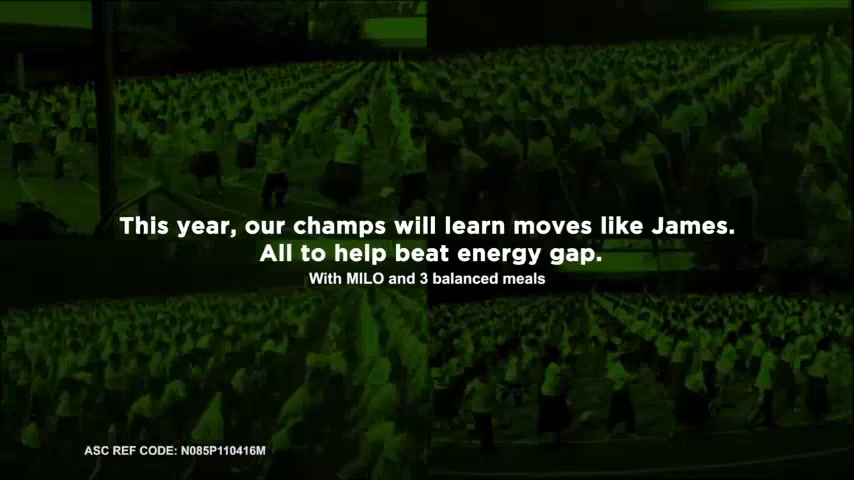 This year, our champs will learn moves like James.
All to help beat energy gap.
With MILO and 3 balanced meals
ASC REF CODE: N085P110416M